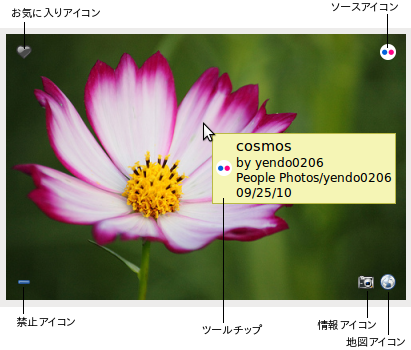 お気に入りアイコン
ソースアイコン
cosmos
by yendo0206
People Photos/yendo0206
09/25/10
禁止アイコン
ツールチップ
情報アイコン
地図アイコン